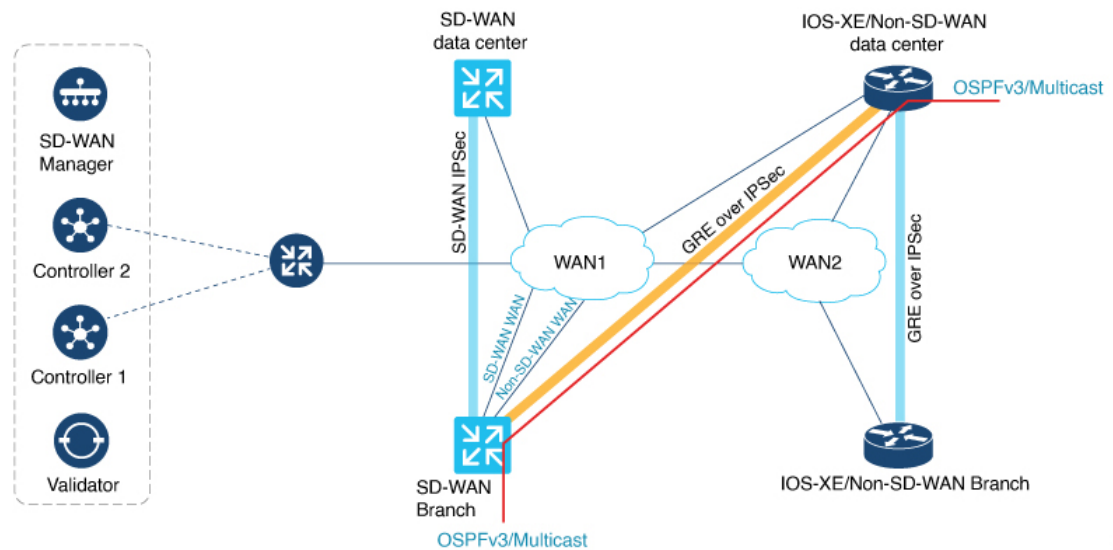 SD-WAN
data center
IOS-XE/Non-SD-WAN
data center
OSPFv3/Multicast
SD-WAN
Manager
Controller 2
Controller 1
Validator
SD-WAN IPSec
GRE over IPSec
WAN1
WAN2
GRE over IPSec
SD-WAN WAN
Non-SD-WAN WAN
SD-WAN
Branch
IOS-XE/Non-SD-WAN Branch
OSPFv3/Multicast